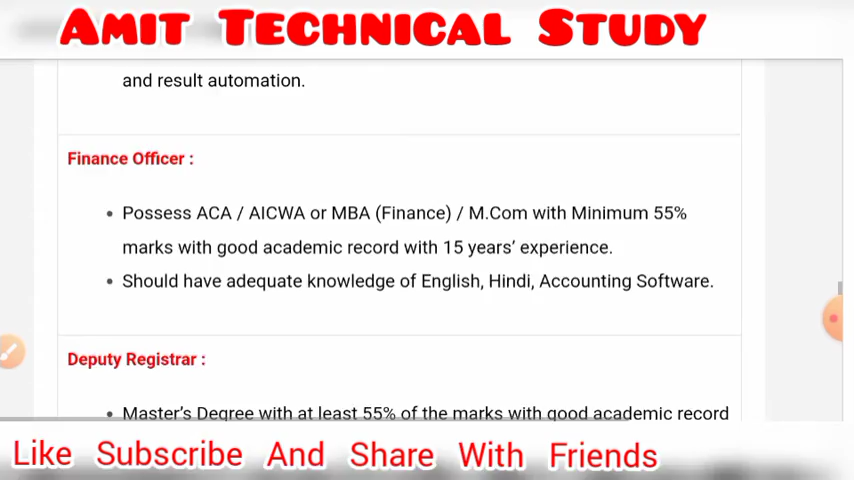 AMIT TECHNICAL STUDY
and result automation.
Finance Officer :
• Possess ACA / AICWA or MBA (Finance) / M.Com with Minimum 55%
marks with good academic record with 15 years’ experience.
• Should have adequate knowledge of English, Hindi, Accounting Software.
Deputy Registrar :
• Master’s Degree with at least 55% of the marks with good academic record
Like Subscribe And Share With Friends